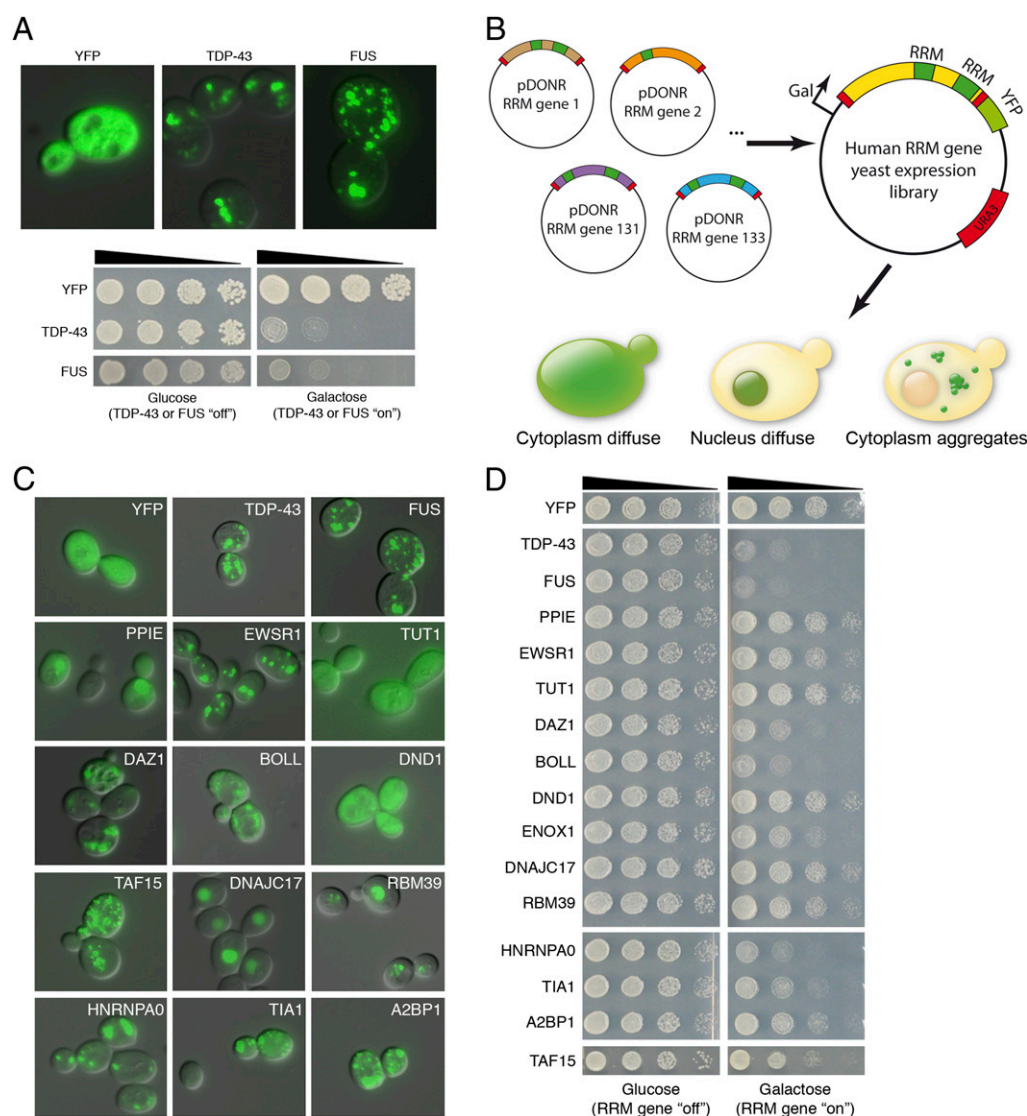 A
YFP
TDP-43
FUS
YFP
TDP-43
FUS
Glucose
(TDP-43 or FUS "off")
Galactose
(TDP-43 or FUS "on")
B
pDONR
RRM gene 1
pDONR
RRM gene 2
...
pDONR
RRM gene 131
pDONR
RRM gene 133
Gal
RRM
RRM
YFP
Human RRM gene
yeast expression
library
URA3
Cytoplasm diffuse
Nucleus diffuse
Cytoplasm aggregates
C
YFP
TDP-43
FUS
PPIE
EWSR1
TUT1
DAZ1
BOLL
DND1
TAF15
DNAJC17
RBM39
HNRNPA0
TIA1
A2BP1
D
YFP
TDP-43
FUS
PPIE
EWSR1
TUT1
DAZ1
BOLL
DND1
ENOX1
DNAJC17
RBM39
HNRNPA0
TIA1
A2BP1
TAF15
Glucose
(RRM gene "off")
Galactose
(RRM gene "on")